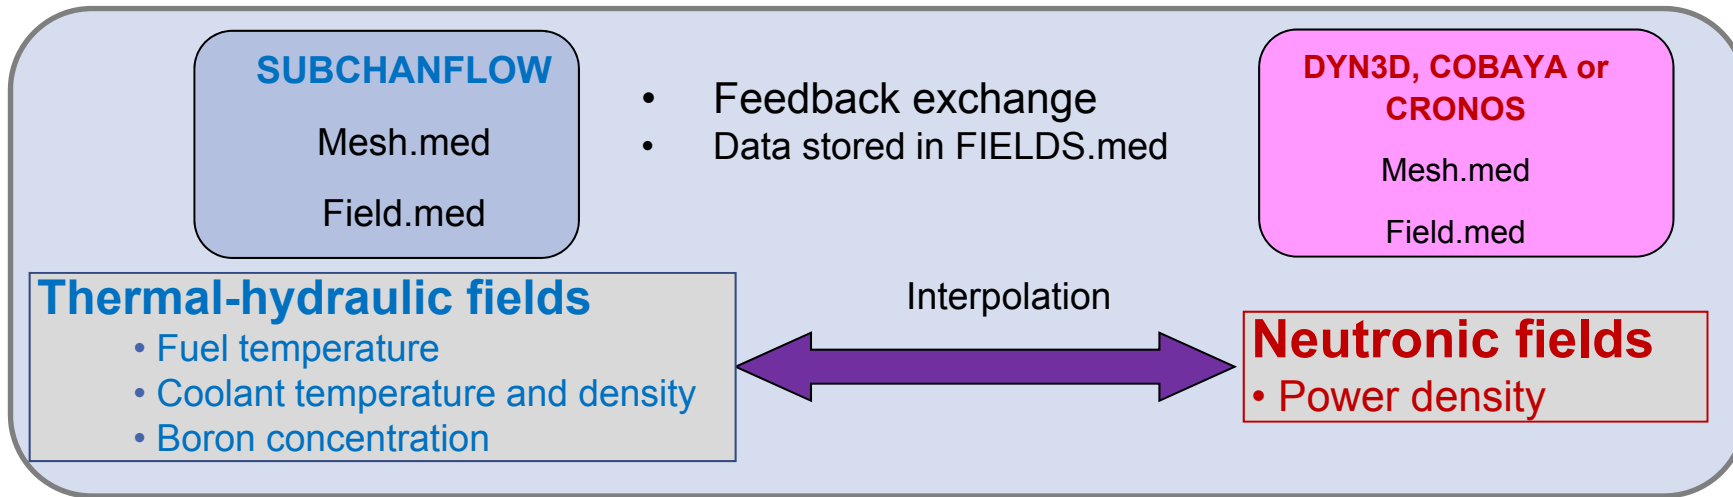 SUBCHANFLOW
Mesh.med
Field.med
• Feedback exchange
• Data stored in FIELDS.med
DYN3D, COBAYA or
CRONOS
Mesh.med
Field.med
Thermal-hydraulic fields
• Fuel temperature
• Coolant temperature and density
• Boron concentration
Interpolation
Neutronic fields
• Power density